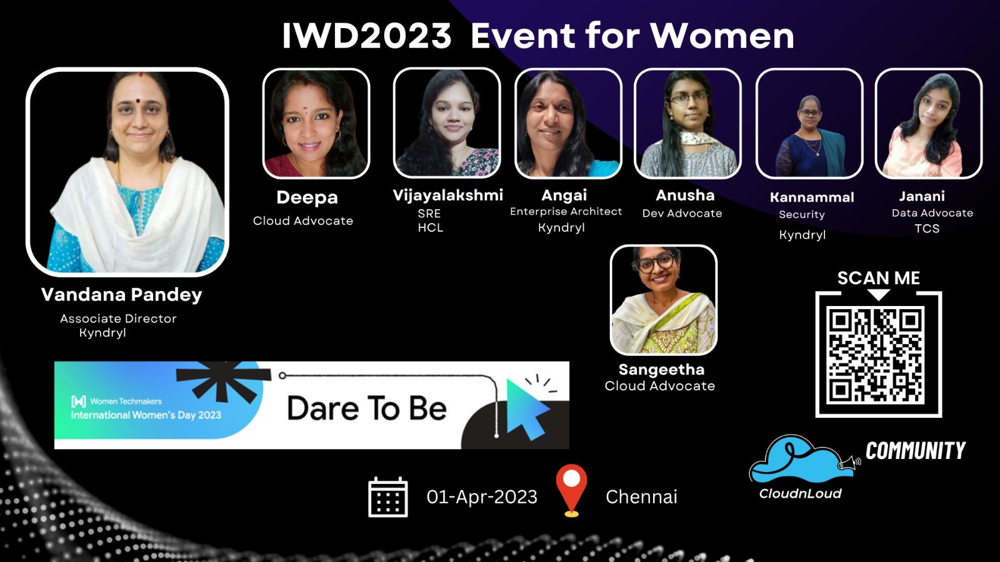 IWD2023 Event for Women
Vandana Pandey
Associate Director
Kyndryl
Deepa
Cloud Advocate
Vijayalakshmi
SRE
HCL
Angai
Enterprise Architect
Kyndryl
Anusha
Dev Advocate
Kannammal
Security
Kyndryl
Janani
Data Advocate
TCS
Sangeetha
Cloud Advocate
SCAN ME
Women Techmakers
International Women's Day 2023
Dare To Be
COMMUNITY
CloudnLoud
01-Apr-2023
Chennai